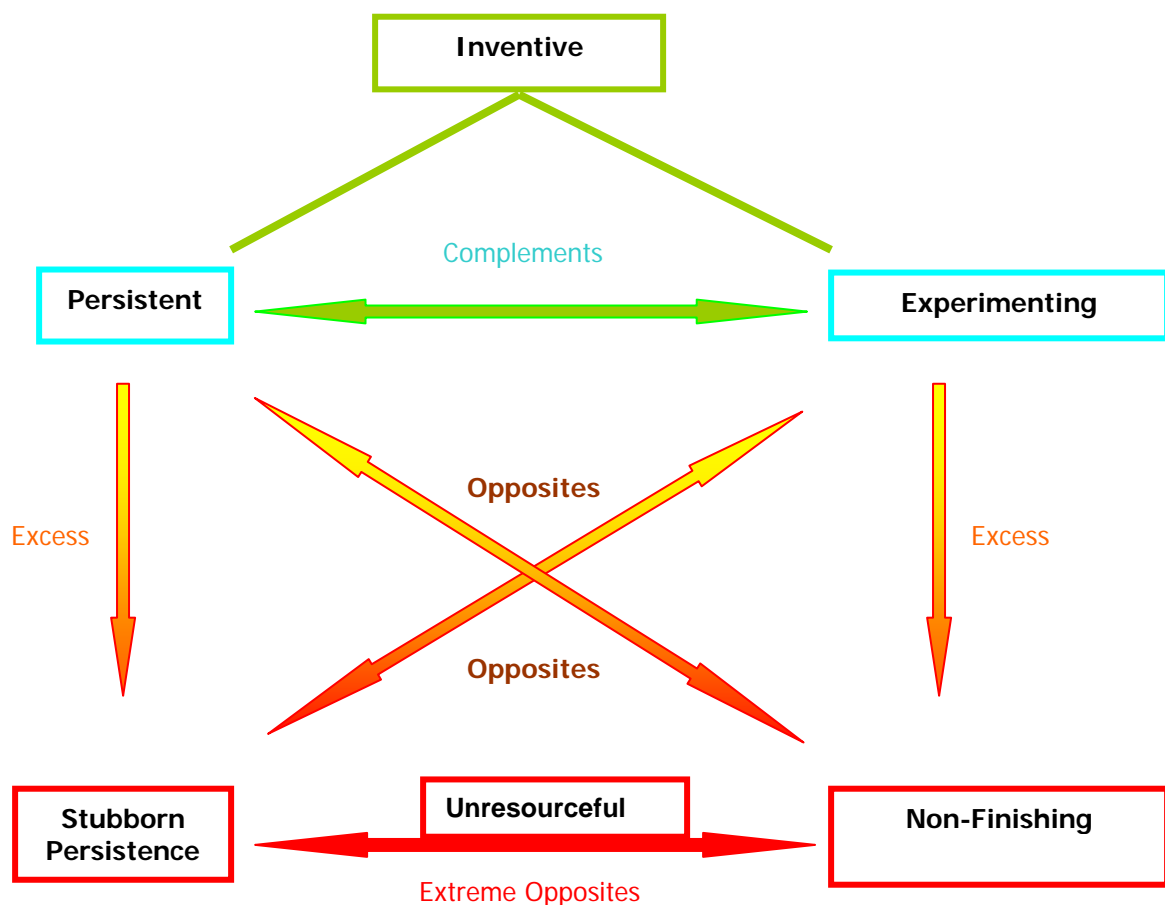 Inventive
Complements
Persistent
Experimenting
Opposites
Excess
Excess
Opposites
Stubborn
Persistence
Unresourceful
Non-Finishing
Extreme Opposites